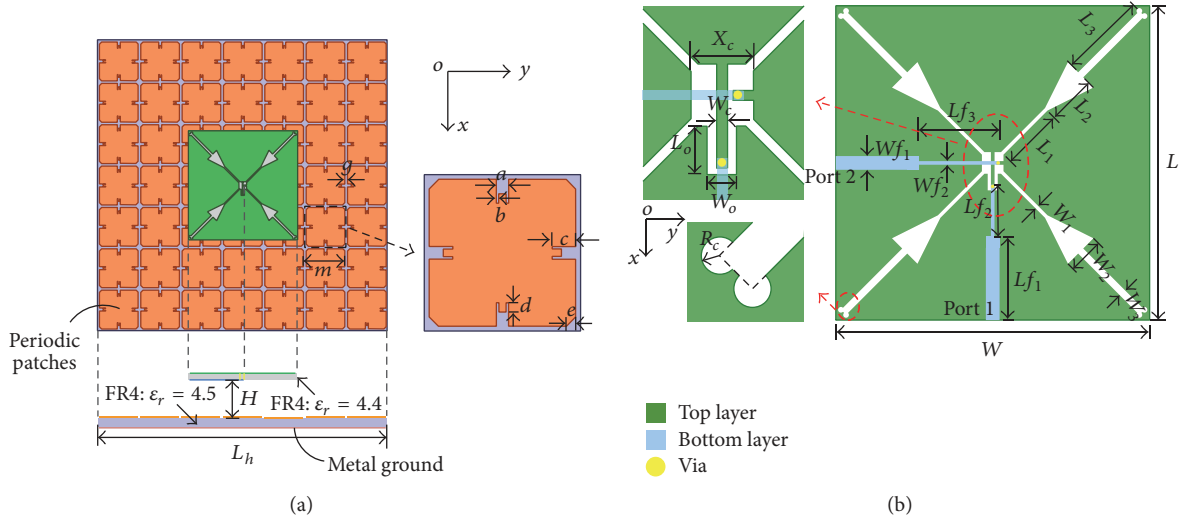 o
y
x
g
m
a
b
c
d
e
Periodic
patches
FR4: εr = 4.5
H
FR4: εr = 4.4
Lh
Metal ground
(a)
Xc
Wc
Lo
Wo
o
y
x
Rc
L3
L2
Lf3
L1
L
Wf1
Port 2
Wf2
Lf2
W1
W2
Lf1
W3
Port 1
W
Top layer
Bottom layer
Via
(b)